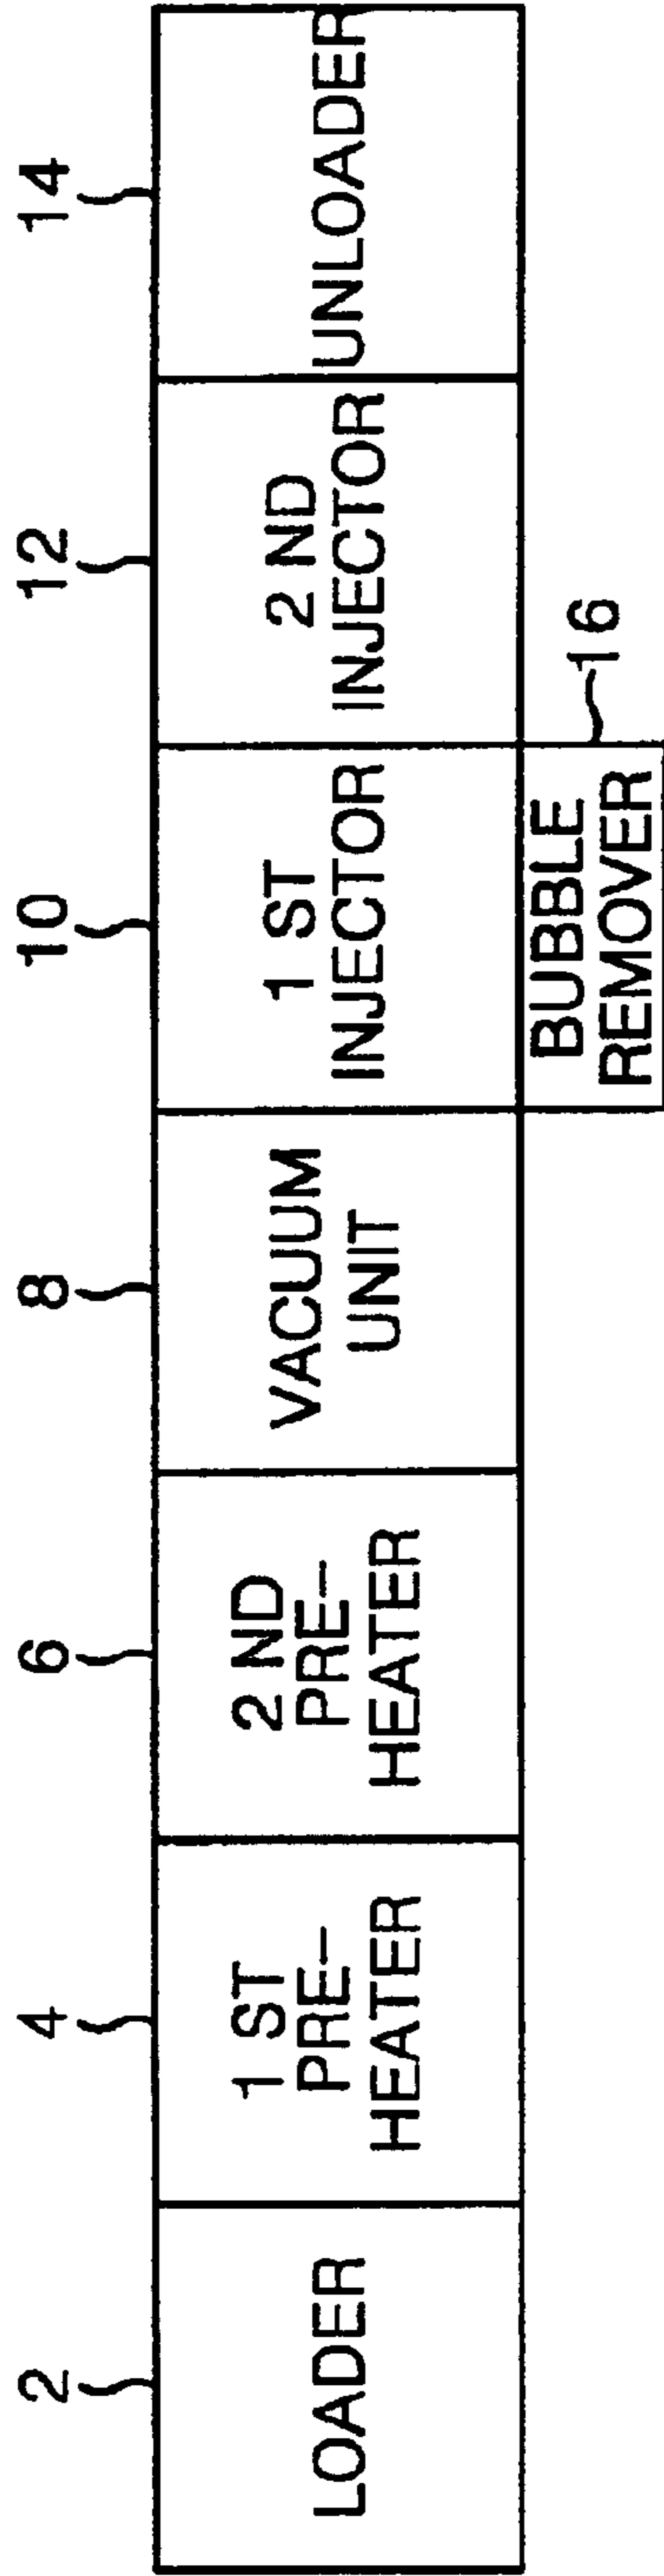 2
4
6
8
10
12
14
LOADER
1 ST
PRE-
HEATER
2 ND
PRE-
HEATER
VACUUM
UNIT
1 ST
INJECTOR
2 ND
INJECTOR
UNLOADER
BUBBLE
REMOVER
16